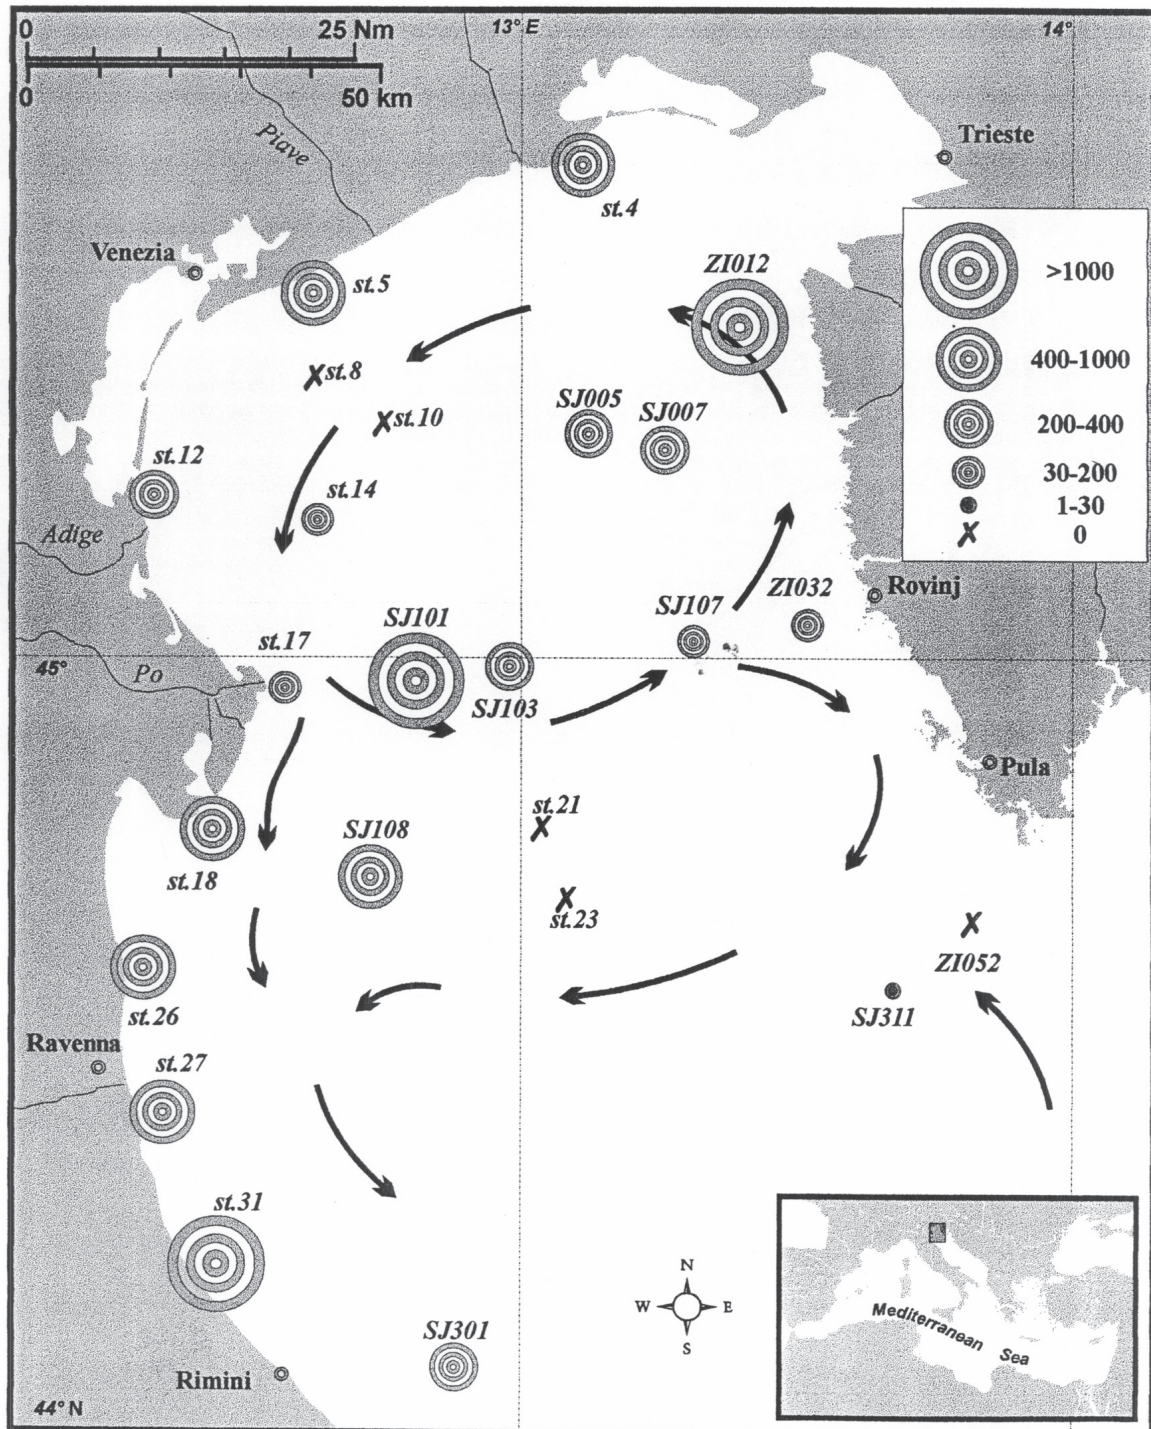 0 25 Nm
0 50 km
13° E
14°
Piave
Trieste
st.4
Venezia
st.5
ZI012
>1000
400-1000
200-400
30-200
1-30
0
st.8
st.10
SJ005
SJ007
st.12
st.14
Adige
Rovinj
ZI032
SJ107
SJ101
st.17
45°
Po
SJ103
Pula
st.21
SJ108
st.18
st.23
ZI052
SJ311
st.26
Ravenna
st.27
st.31
N
W E
S
Mediterranean Sea
SJ301
Rimini
44° N